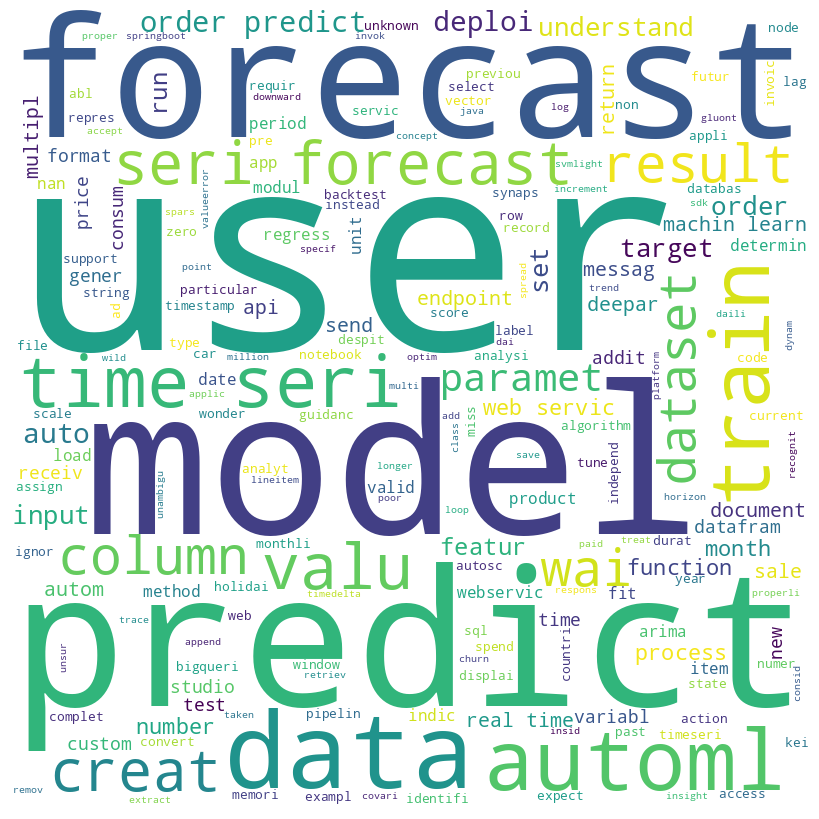 proper springboot order predict unknown deploi understand node
forecast
multipl abl repres run requir downward period pre servic previou select vector java log return non futur invoic lag appli gluont
accept concept
format seri forecast result
nan price consum app modul backtest instead svmlight increment databas sdk
synaps order
zero valueerror regress unit row record set machin learn
user
support gener string spars point particular timestamp api specif endpoint score spread messag trend target determin
send deepar
file ad type car notebook despit label dai analysi dataset train daili dynam
wild date million optim platform code
time seri applic guidanc multi paramet addit
scale wonder add class miss web servic algorithm current
auto load receiv analyt longer save tune recognit
assign unambigu lineitem valid poor loop product independ horizon
input model document
ignor column monthli valu featur autosc wai paid treat function durat datafram month
autom method holidai timedelta webservic respons fit year sale properli
predict
trace web time arima new process
unsur append sql spend countri item numer consid
bigqueri window retriev churn displai state
studio
complet test number pipelin taken indic real time variabl action
custom convert data insid past timeseri kei
creat automl
remov extract memori exampl covari identifi expect insight access